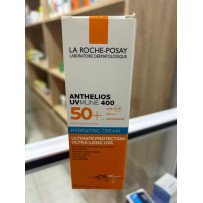 LA ROCHE-POSAY
LABORATOIRE DERMATOLOGIQUE
ANTHELIOS
UVMUNE 400
50+
HYDRATING CREAM
ULTIMATE PROTECTION
ULTRA-LONG UVA